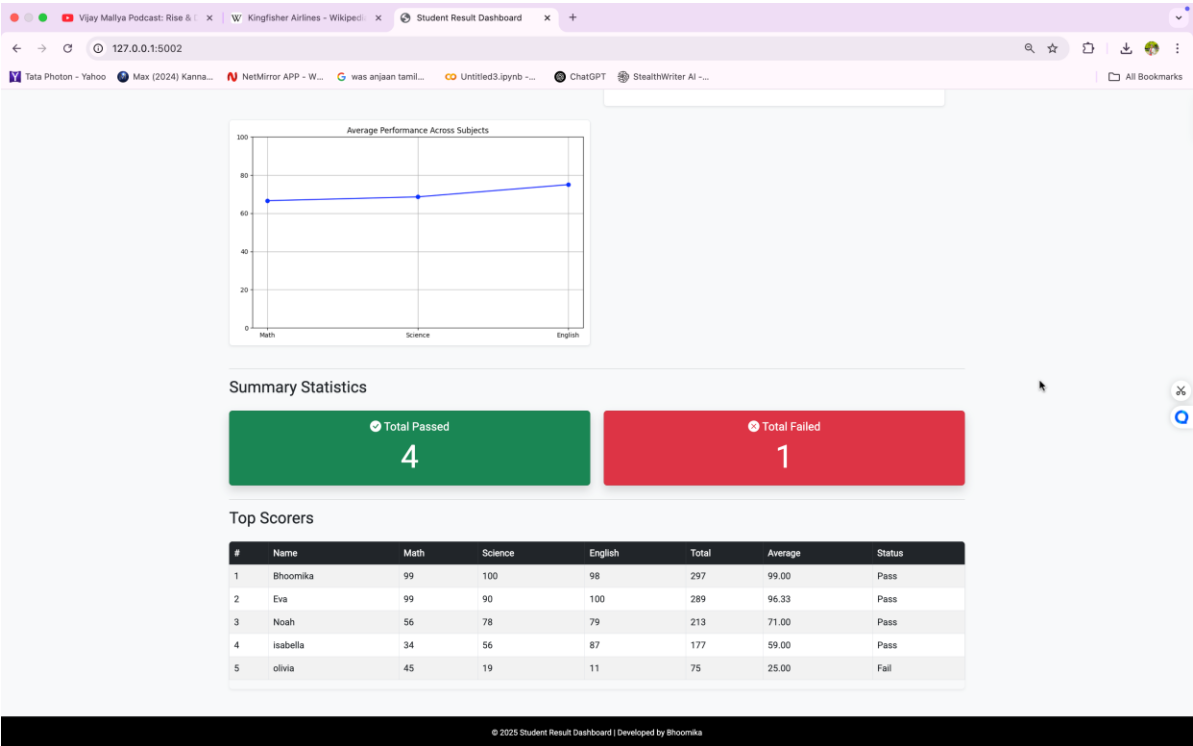 Vijay Mallya Podcast: Rise & D
Kingfisher Airlines - Wikipedi
Student Result Dashboard
127.0.0.1:5002
Tata Photon - Yahoo
Max (2024) Kanna...
NetMirror APP - W...
was anjaan tamil...
Untitled3.ipynb -...
ChatGPT
StealthWriter AI -...
All Bookmarks
Average Performance Across Subjects
100
80
60
40
20
0
Math Science English
Summary Statistics
Total Passed
4
Total Failed
1
Top Scorers
# Name Math Science English Total Average Status
1 Bhoomika 99 100 98 297 99.00 Pass
2 Eva 99 90 100 289 96.33 Pass
3 Noah 56 78 79 213 71.00 Pass
4 isabella 34 56 87 177 59.00 Pass
5 olivia 45 19 11 75 25.00 Fail
© 2025 Student Result Dashboard | Developed by Bhoomika